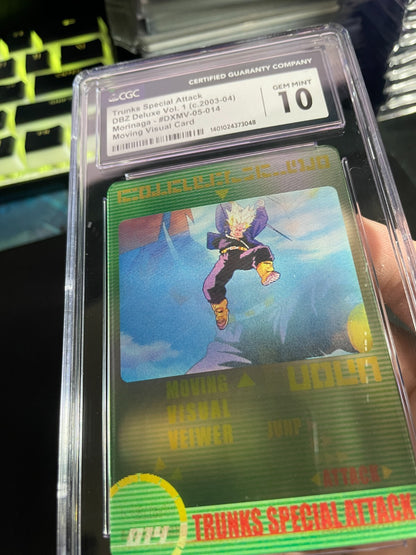 CERTIFIED GUARANTY COMPANY
CGC
Trunks Special Attack
DBZ Deluxe Vol. 1 (c.2003-04)
Morinaga - #DXMV-05-014
Moving Visual Card
GEM MINT
10
1401024373048
MOVING
VISUAL
VEIWER
JUMP
ATTACK
014
TRUNKS SPECIAL ATTACK